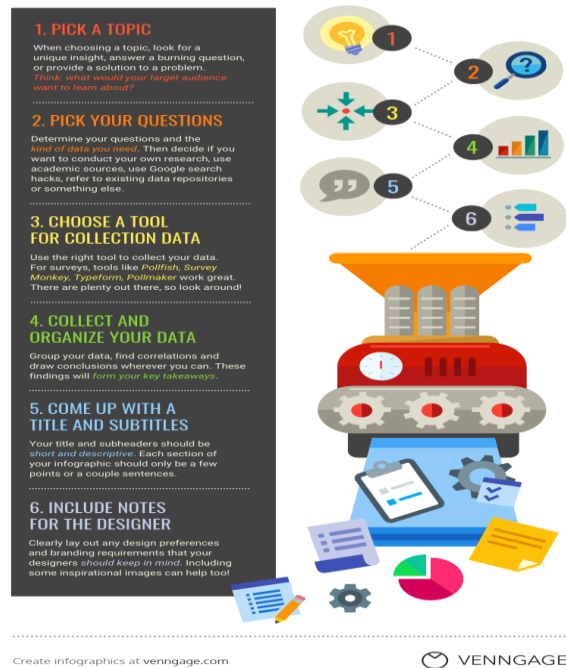 1. PICK A TOPIC
When choosing a topic, look for a
unique insight, answer a burning question,
or provide a solution to a problem.
Think: what would your target audience
want to learn about?
2. PICK YOUR QUESTIONS
Determine your questions and the
kind of data you need. Then decide if you
want to conduct your own research, use
academic sources, use Google search
hacks, refer to existing data repositories
or something else.
3. CHOOSE A TOOL
FOR COLLECTION DATA
Use the right tool to collect your data.
For surveys, tools like Pollfish, Survey
Monkey, Typeform, Pollmaker work great.
There are plenty out there, so look around!
4. COLLECT AND
ORGANIZE YOUR DATA
Group your data, find correlations and
draw conclusions wherever you can. These
findings will form your key takeaways.
5. COME UP WITH A
TITLE AND SUBTITLES
Your title and subheaders should be
short and descriptive. Each section of
your infographic should only be a few
points or a couple sentences.
6. INCLUDE NOTES
FOR THE DESIGNER
Clearly lay out any design preferences
and branding requirements that your
designers should keep in mind. Including
some inspirational images can help too!
1
2
?
3
4
5
6
Create infographics at venngage.com
VENNGAGE